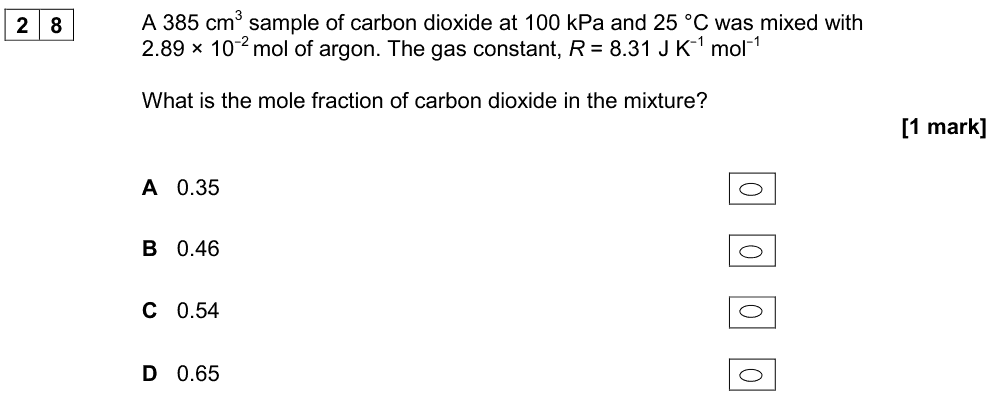 2 8
A 385 cm³ sample of carbon dioxide at 100 kPa and 25 °C was mixed with
2.89 × 10⁻² mol of argon. The gas constant, R = 8.31 J K⁻¹ mol⁻¹
What is the mole fraction of carbon dioxide in the mixture?
[1 mark]
A 0.35
B 0.46
C 0.54
D 0.65